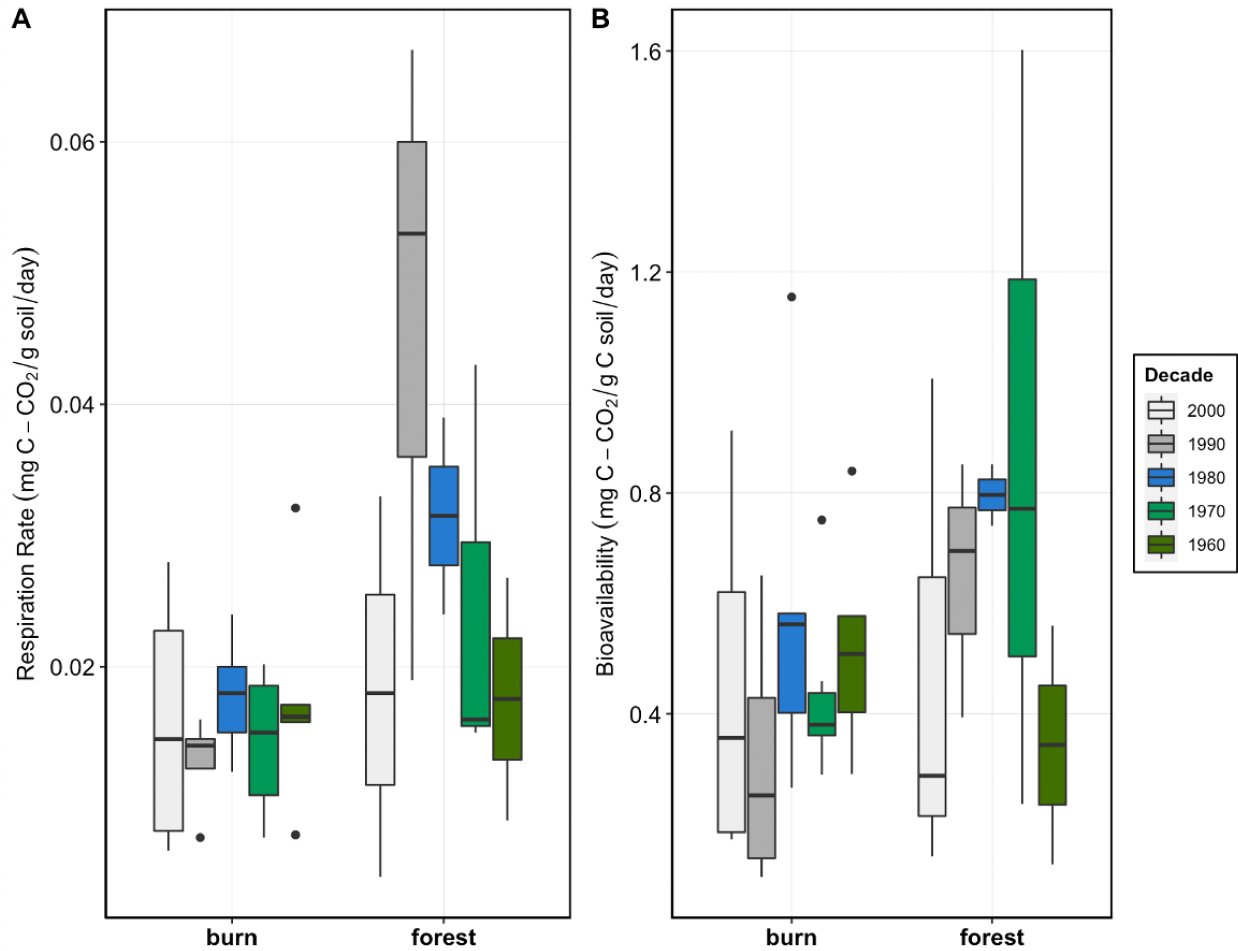 A
Respiration Rate (mg C − CO₂/g soil/day)
0.06
0.04
0.02
burn
forest
B
Bioavailability (mg C − CO₂/g C soil/day)
1.6
1.2
0.8
0.4
burn
forest
Decade
2000
1990
1980
1970
1960